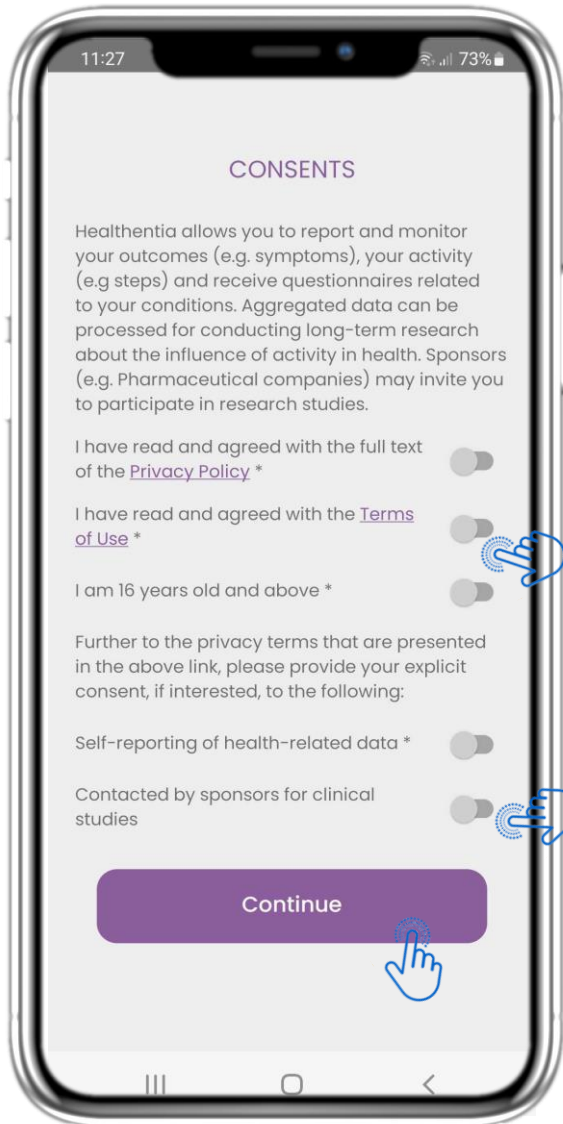 11:27
73%
CONSENTS
Healthentia allows you to report and monitor
your outcomes (e.g. symptoms), your activity
(e.g steps) and receive questionnaires related
to your conditions. Aggregated data can be
processed for conducting long-term research
about the influence of activity in health. Sponsors
(e.g. Pharmaceutical companies) may invite you
to participate in research studies.
I have read and agreed with the full text
of the Privacy Policy *
I have read and agreed with the Terms
of Use *
I am 16 years old and above *
Further to the privacy terms that are presented
in the above link, please provide your explicit
consent, if interested, to the following:
Self-reporting of health-related data *
Contacted by sponsors for clinical
studies
Continue